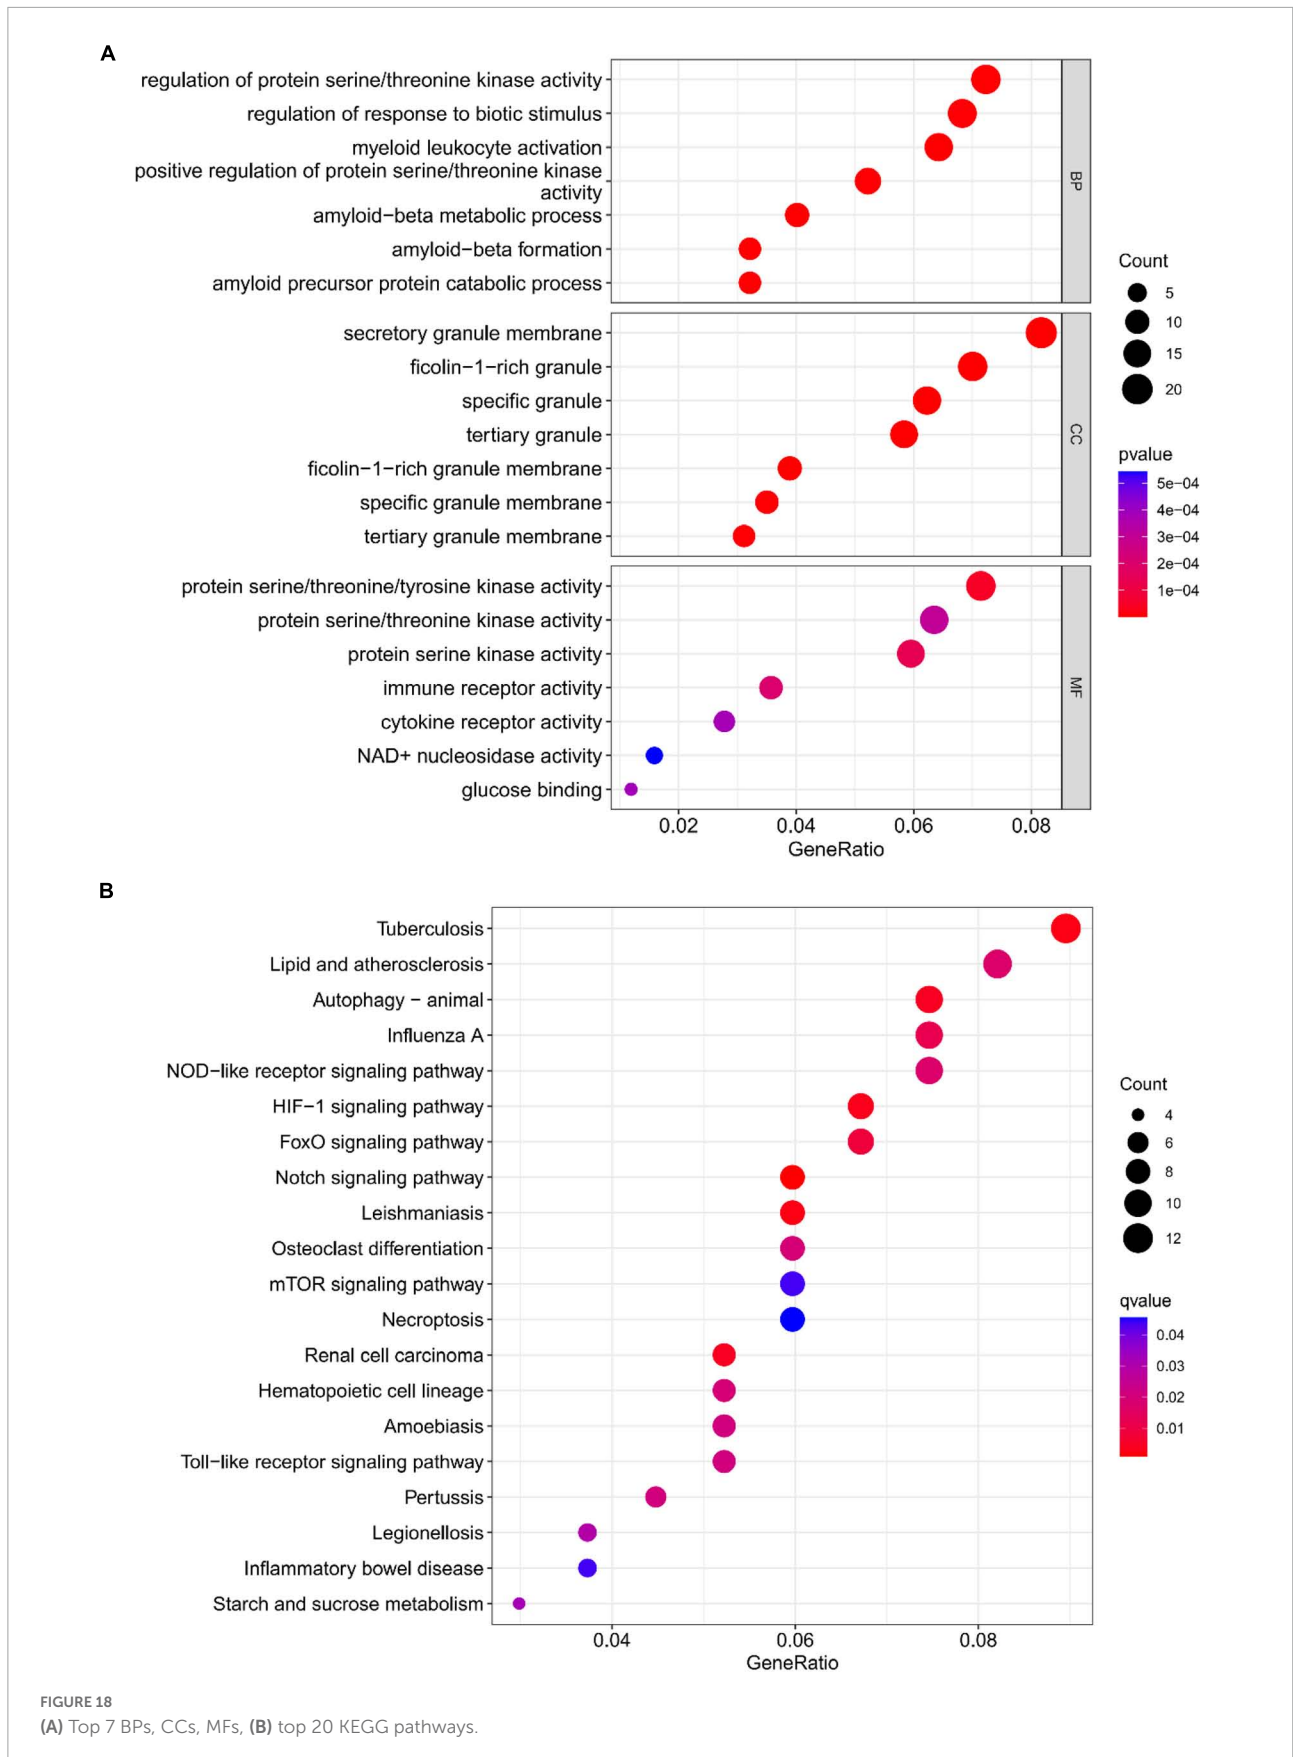 A
regulation of protein serine/threonine kinase activity
regulation of response to biotic stimulus
myeloid leukocyte activation
positive regulation of protein serine/threonine kinase
activity
amyloid−beta metabolic process
amyloid−beta formation
amyloid precursor protein catabolic process
BP
secretory granule membrane
ficolin−1−rich granule
specific granule
tertiary granule
ficolin−1−rich granule membrane
specific granule membrane
tertiary granule membrane
CC
protein serine/threonine/tyrosine kinase activity
protein serine/threonine kinase activity
protein serine kinase activity
immune receptor activity
cytokine receptor activity
NAD+ nucleosidase activity
glucose binding
MF
0.02 0.04 0.06 0.08
GeneRatio
Count
5
10
15
20
pvalue
5e−04
4e−04
3e−04
2e−04
1e−04
B
Tuberculosis
Lipid and atherosclerosis
Autophagy − animal
Influenza A
NOD−like receptor signaling pathway
HIF−1 signaling pathway
FoxO signaling pathway
Notch signaling pathway
Leishmaniasis
Osteoclast differentiation
mTOR signaling pathway
Necroptosis
Renal cell carcinoma
Hematopoietic cell lineage
Amoebiasis
Toll−like receptor signaling pathway
Pertussis
Legionellosis
Inflammatory bowel disease
Starch and sucrose metabolism
0.04 0.06 0.08
GeneRatio
Count
4
6
8
10
12
qvalue
0.04
0.03
0.02
0.01
FIGURE 18
(A) Top 7 BPs, CCs, MFs, (B) top 20 KEGG pathways.